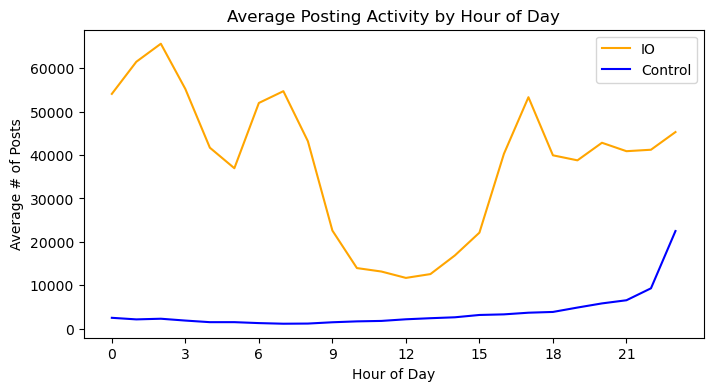 Average Posting Activity by Hour of Day
IO
Control
60000
50000
40000
30000
20000
10000
0
Average # of Posts
0 3 6 9 12 15 18 21
Hour of Day